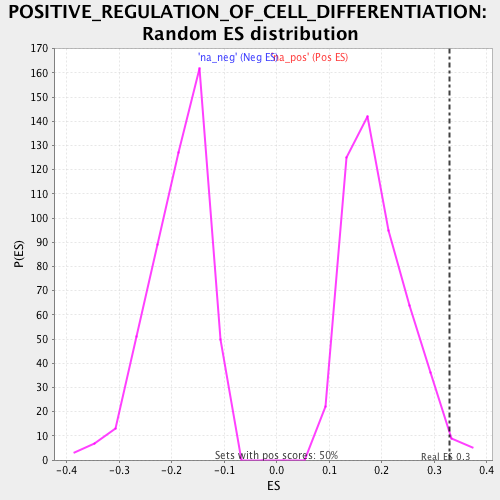 POSITIVE_REGULATION_OF_CELL_DIFFERENTIATION:
Random ES distribution
'na_neg' (Neg ES)
'na_pos' (Pos ES)
170
160
150
140
130
120
110
100
90
80
70
60
50
40
30
20
10
0
P(ES)
Sets with pos scores: 50%
Real ES 0.3
-0.4 -0.3 -0.2 -0.1 0.0 0.1 0.2 0.3 0.4
ES